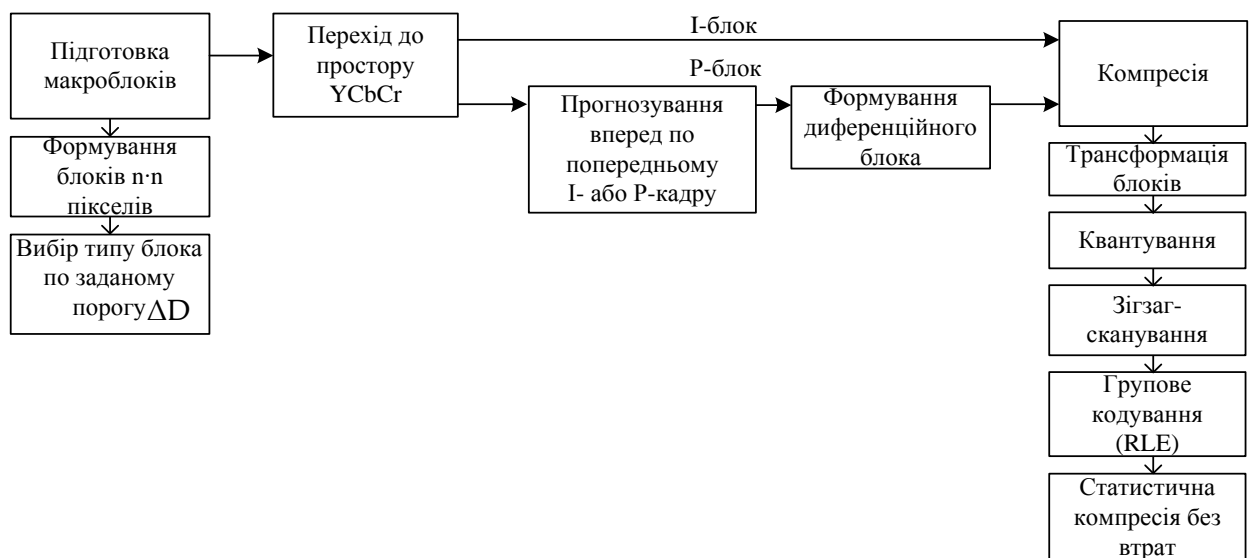 Підготовка
макроблоків
Перехід до
простору
YCbCr
I-блок
P-блок
Прогнозування
вперед по
попередньому
I- або P-кадру
Формування
диференційного
блока
Компресія
Формування
блоків n·n
пікселів
Вибір типу блока
по заданому
порогу ΔD
Трансформація
блоків
Квантування
Зігзаг-
сканування
Групове
кодування
(RLE)
Статистична
компресія без
втрат